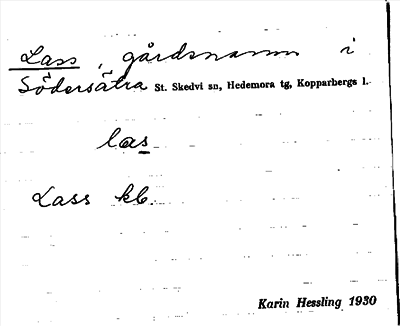 Lass, gårdsnamn i
Södersätra St. Skedvi sn, Hedemora tg, Kopparbergs l.
las
Lass kb.
Karin Hessling 1930